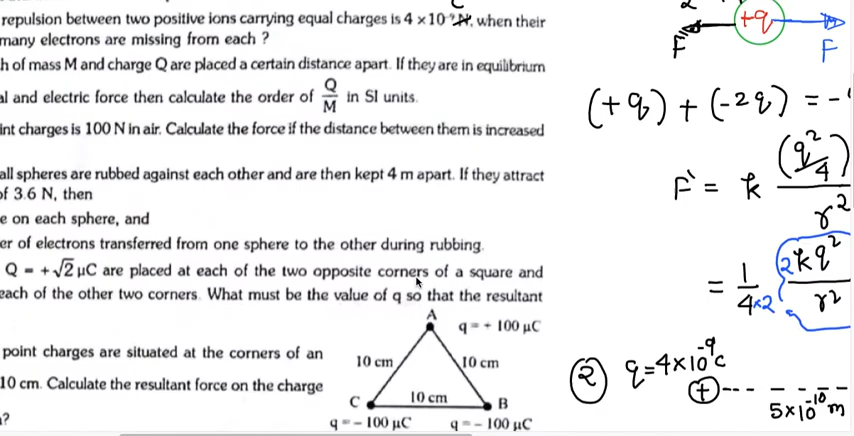 repulsion between two positive ions carrying equal charges is 4 × 10⁻⁹ C, when their
many electrons are missing from each ?
h of mass M and charge Q are placed a certain distance apart. If they are in equilibrium
al and electric force then calculate the order of Q/M in SI units.
int charges is 100 N in air. Calculate the force if the distance between them is increased
all spheres are rubbed against each other and are then kept 4 m apart. If they attract
of 3.6 N, then
e on each sphere, and
er of electrons transferred from one sphere to the other during rubbing.
Q = +√2 μC are placed at each of the two opposite corners of a square and
each of the other two corners. What must be the value of q so that the resultant
point charges are situated at the corners of an
10 cm. Calculate the resultant force on the charge
?
A
q = + 100 μC
10 cm
10 cm
C
10 cm
B
q = – 100 μC
q = – 100 μC
+q
F
F
(+q) + (-2q) = -
F' = k (q²/4)/r²
= 1/4×2 2kq²/r²
② q=4×10⁻⁹c
+
5×10⁻¹⁰m